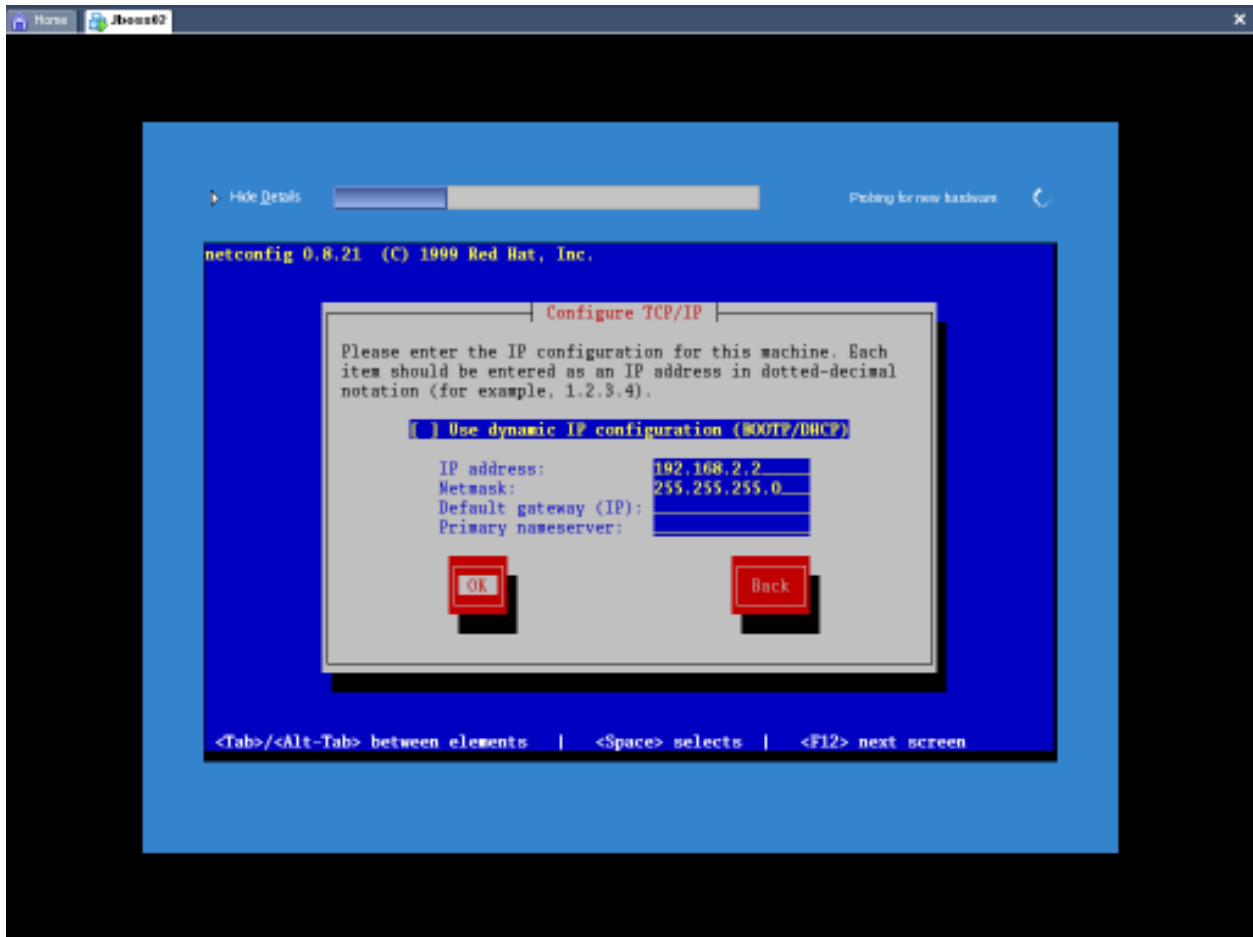 Home Jboss02
Hide Details Probing for new hardware
netconfig 0.8.21 (C) 1999 Red Hat, Inc.
Configure TCP/IP
Please enter the IP configuration for this machine. Each
item should be entered as an IP address in dotted-decimal
notation (for example, 1.2.3.4).
[ ] Use dynamic IP configuration (BOOTP/DHCP)
IP address: 192.168.2.2
Netmask: 255.255.255.0
Default gateway (IP):
Primary nameserver:
OK Back
<Tab>/<Alt-Tab> between elements | <Space> selects | <F12> next screen